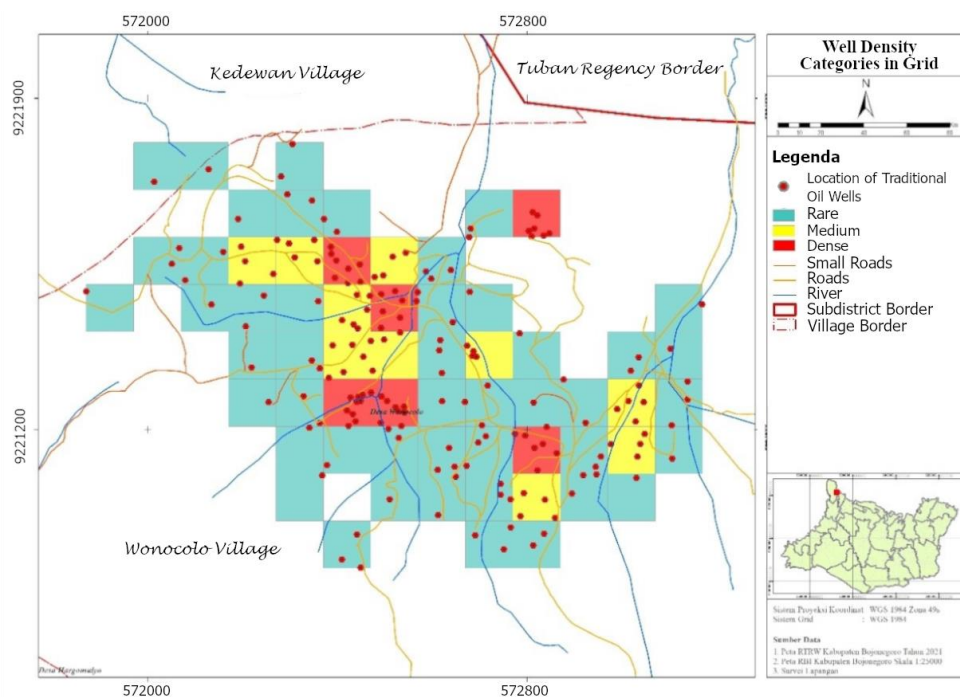 572000
572800
Kedewan Village
Tuban Regency Border
9221900
9221200
Wonocolo Village
572000
572800
Well Density
Categories in Grid
N
Legenda
Location of Traditional
Oil Wells
Rare
Medium
Dense
Small Roads
Roads
River
Subdistrict Border
Village Border
Sistem Proyeksi Koordinat : WGS 1984 Zona 49s
Sistem Grid : WGS 1984
Sumber Data
1. Peta RTRW Kabupaten Bojonegoro Tahun 2021
2. Peta RBI Kabupaten Bojonegoro Skala 1:25000
3. Survei Lapangan